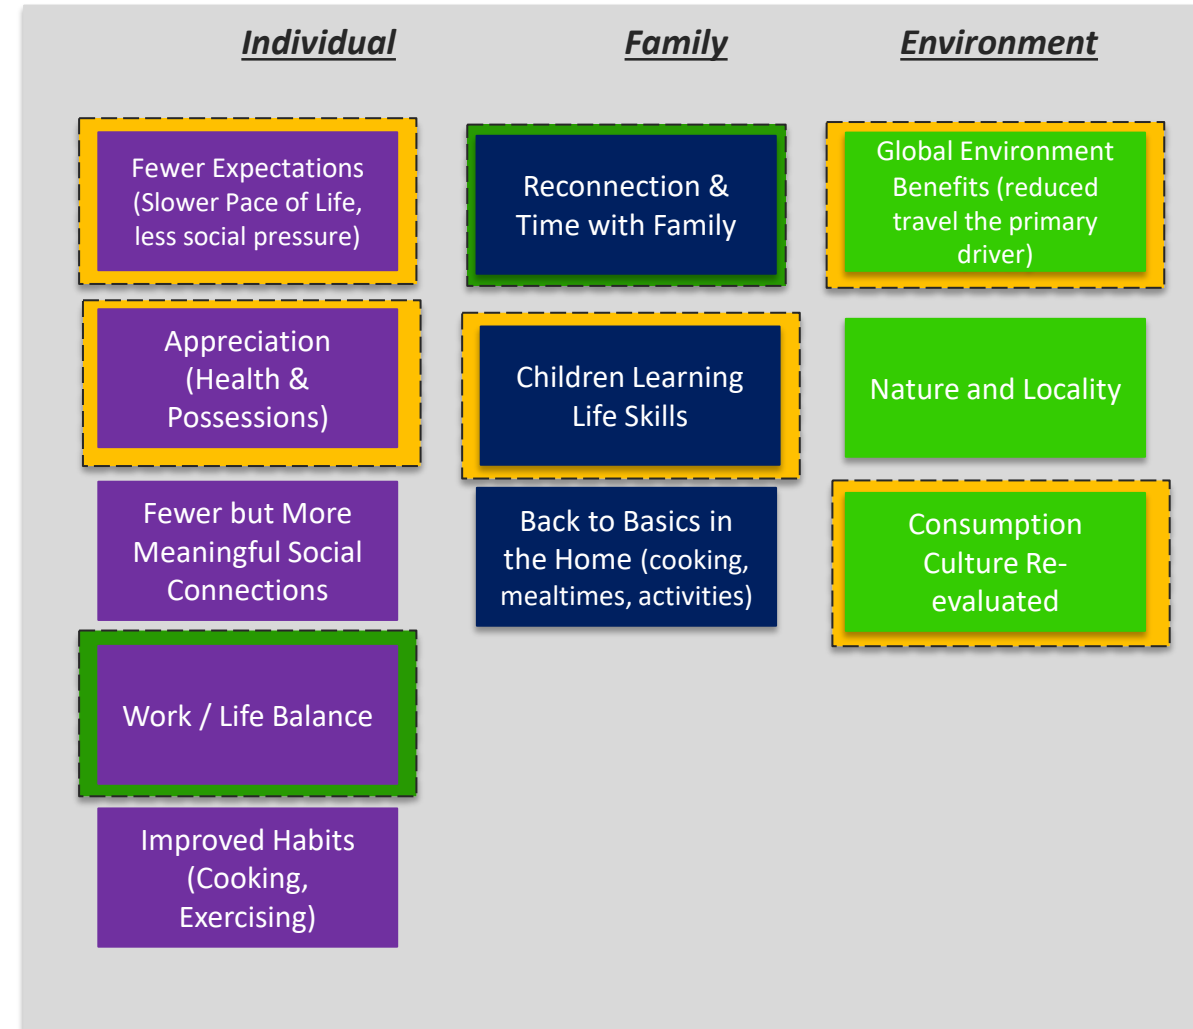 Individual
Family
Environment
Fewer Expectations
(Slower Pace of Life,
less social pressure)
Appreciation
(Health &
Possessions)
Fewer but More
Meaningful Social
Connections
Work / Life Balance
Improved Habits
(Cooking,
Exercising)
Reconnection &
Time with Family
Children Learning
Life Skills
Back to Basics in
the Home (cooking,
mealtimes, activities)
Global Environment
Benefits (reduced
travel the primary
driver)
Nature and Locality
Consumption
Culture Re-
evaluated